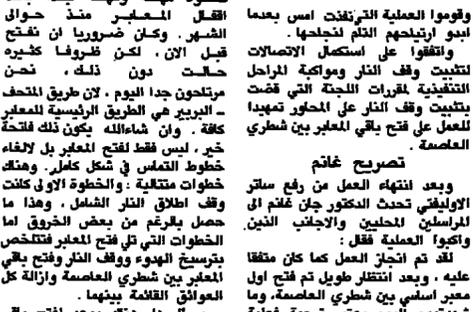 وقوموا العملية التي نفذت امس بعدما
ابدو ارتياحهم التام لنجاحها .
واتفقوا على استكمال الاتصالات
لتثبيت وقف النار ومواكبة المراحل
التنفيذية لمقررات اللجنة التي قضت
بتثبيت وقف النار على المحاور تمهيدا
للعمل على فتح باقي المعابر بين شطري
العاصمة .
تصريح غانم
وبعد انتهاء العمل من رفع ساتر
الاوليفتي تحدث الدكتور جان غانم الى
المراسلين المحليين والاجانب الذين
واكبوا العملية فقال :
لقد تم انجاز العمل كما كان متفقا
عليه ، وبعد انتظار طويل تم فتح اول
معبر اساسي بين شطري العاصمة، وما
اقفال المعابر منذ حوالى
الشهر . وكان ضروريا ان نفتح
قبل الان ، لكن ظروفا كثيره
حالت دون ذلك ، نحن
مرتاحون جدا اليوم ، لان طريق المتحف
ـ البربير هي الطريق الرئيسية للمعابر
كافة . وان شاءالله يكون ذلك فاتحة
خير ، ليس فقط لفتح المعابر بل لالغاء
خطوط التماس في شكل كامل. وهناك
خطوات متتالية : والخطوة الاولى كانت
وقف اطلاق النار الشامل ، وهذا ما
حصل بالرغم من بعض الخروق اما
الخطوات التي تلي فتح المعابر فتتلخص
بترسيخ الهدوء ووقف النار وفتح باقي
المعابر بين شطري العاصمة وازالة كل
العوائق القائمة بينهما .